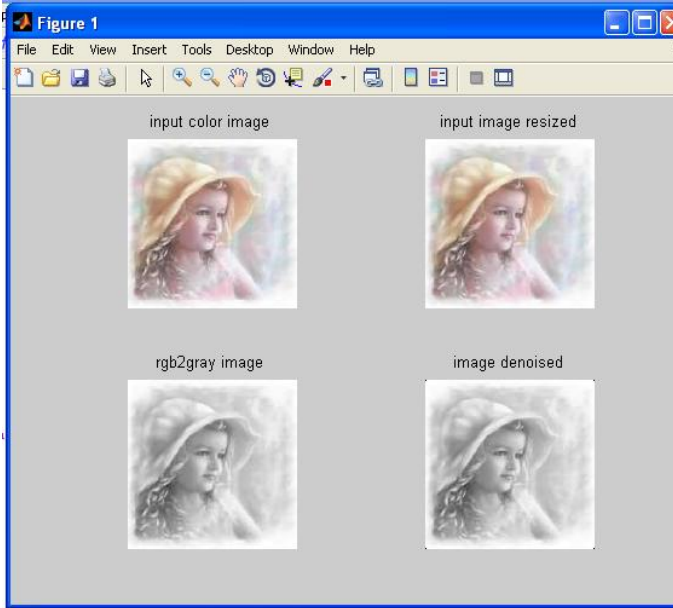 Figure 1
File Edit View Insert Tools Desktop Window Help
input color image
input image resized
rgb2gray image
image denoised